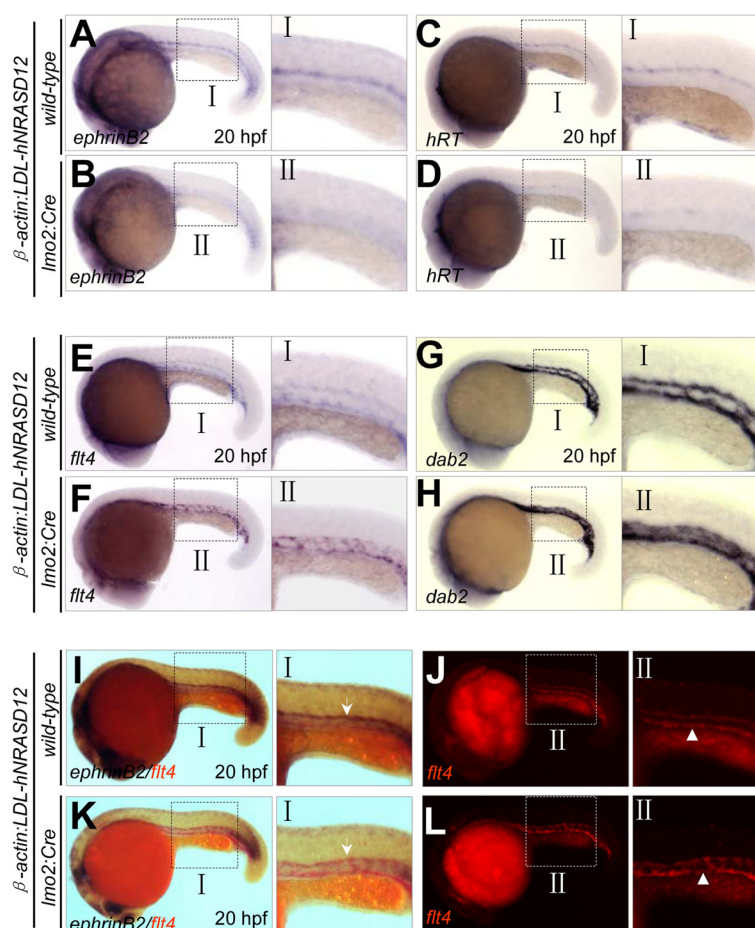 β-actin:LDL-hNRASD12
wild-type
lmo2:Cre
A
I
ephrinB2
20 hpf
I
C
I
hRT
20 hpf
I
B
II
ephrinB2
II
D
II
hRT
II
β-actin:LDL-hNRASD12
wild-type
lmo2:Cre
E
I
flt4
20 hpf
I
G
I
dab2
20 hpf
I
F
II
flt4
II
H
II
dab2
II
β-actin:LDL-hNRASD12
wild-type
lmo2:Cre
I
I
ephrinB2/flt4
20 hpf
I
J
II
flt4
II
K
I
ephrinB2/flt4
20 hpf
I
L
II
flt4
II